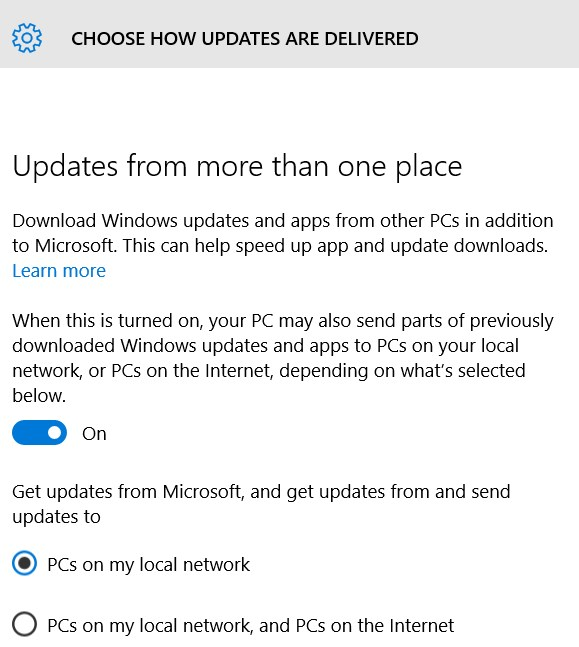 CHOOSE HOW UPDATES ARE DELIVERED
Updates from more than one place
Download Windows updates and apps from other PCs in addition
to Microsoft. This can help speed up app and update downloads.
Learn more
When this is turned on, your PC may also send parts of previously
downloaded Windows updates and apps to PCs on your local
network, or PCs on the Internet, depending on what's selected
below.
On
Get updates from Microsoft, and get updates from and send
updates to
PCs on my local network
PCs on my local network, and PCs on the Internet